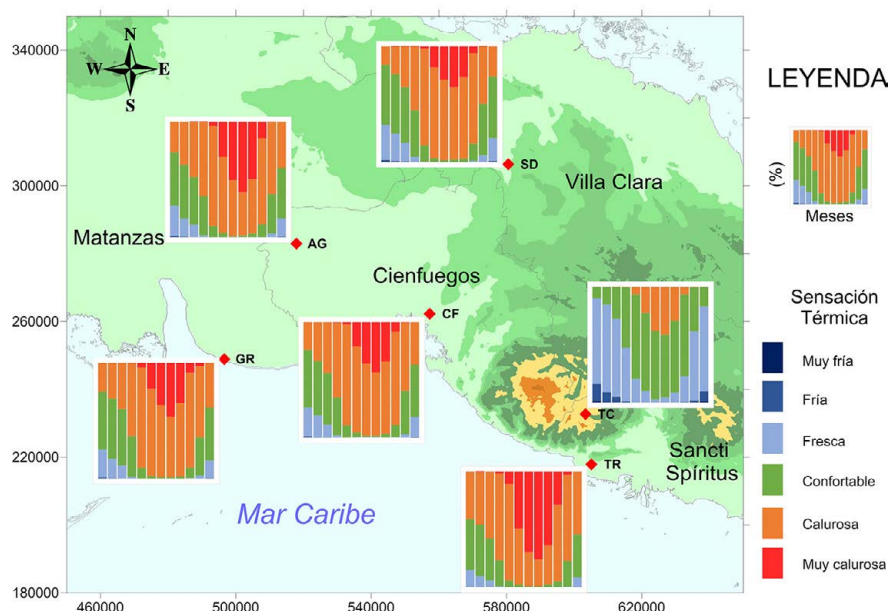 340000
300000
260000
220000
180000
460000
500000
540000
580000
620000
N
W
E
S
Matanzas
Cienfuegos
Villa Clara
Sancti
Spíritus
Mar Caribe
SD
AG
CF
GR
TC
TR
LEYENDA
(%)
Meses
Sensación
Térmica
Muy fría
Fría
Fresca
Confortable
Calurosa
Muy calurosa